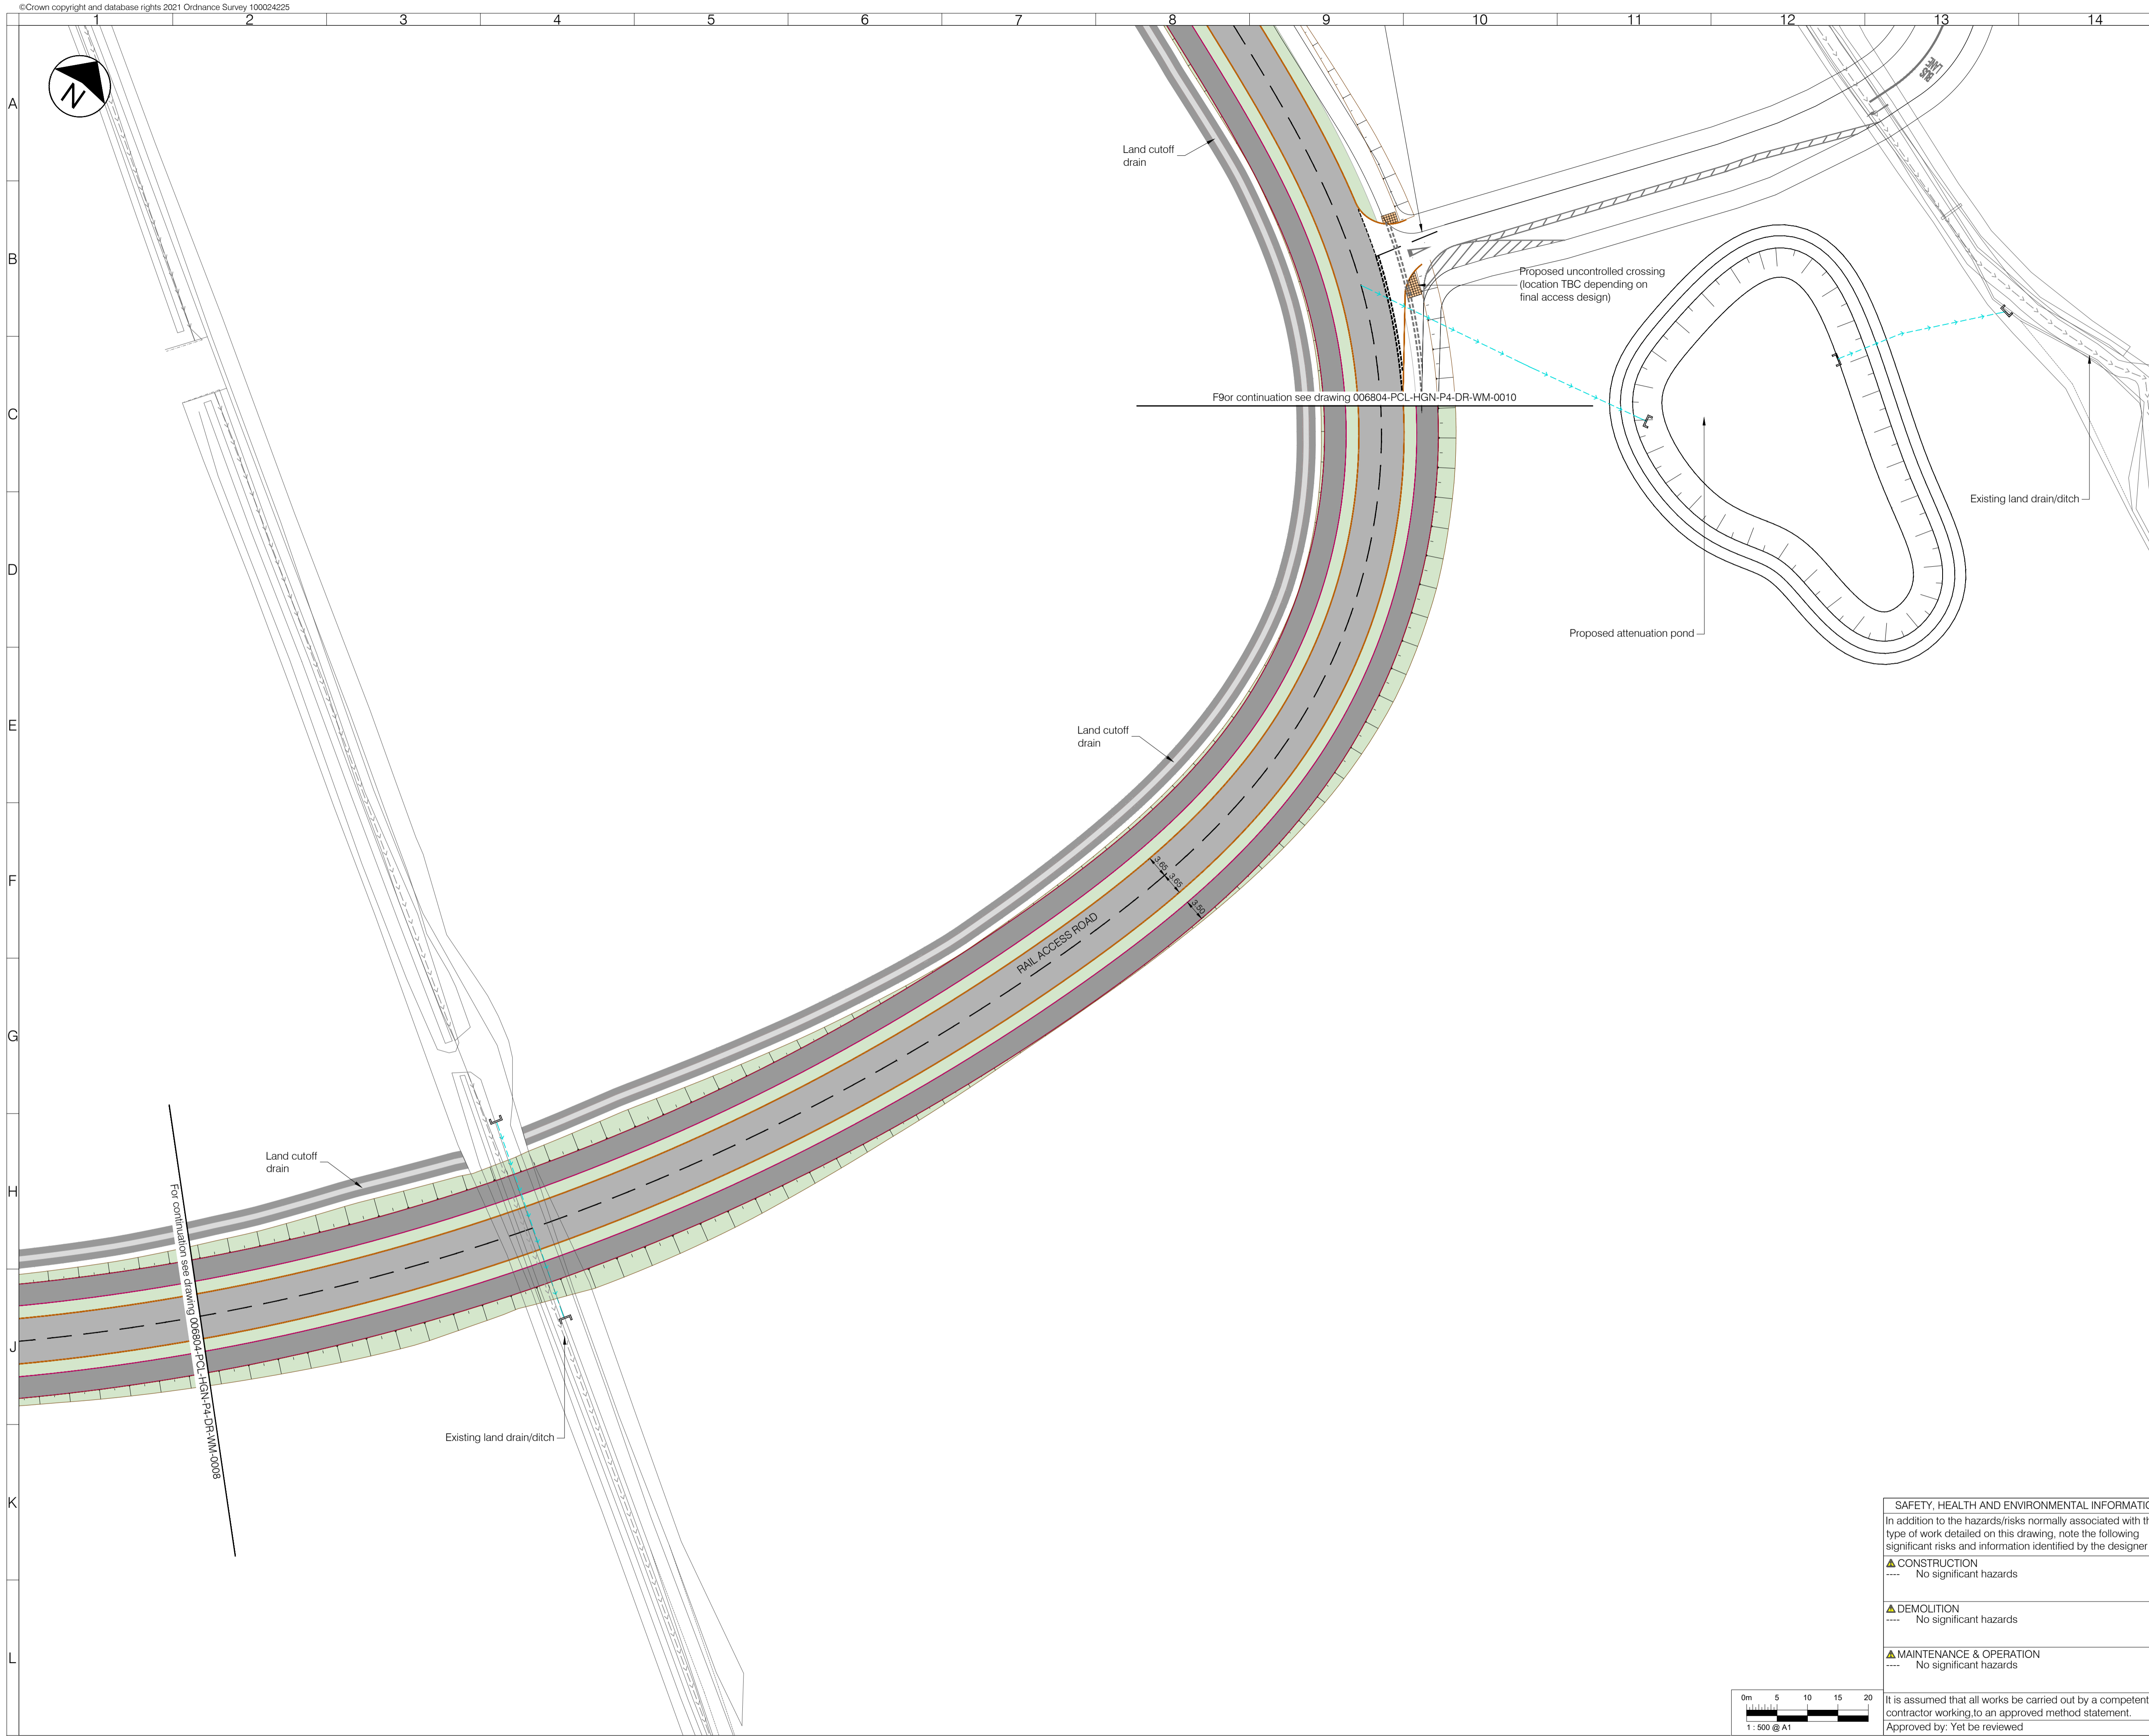 ©Crown copyright and database rights 2021 Ordnance Survey 100024225
1 2 3 4 5 6 7 8 9 10 11 12 13 14
A
N
Land cutoff
drain
B
Proposed uncontrolled crossing
(location TBC depending on
final access design)
C
F9or continuation see drawing 006804-PCL-HGN-P4-DR-WM-0010
Existing land drain/ditch
D
Proposed attenuation pond
E
Land cutoff
drain
F
3.65
3.65
3.50
RAIL ACCESS ROAD
G
H
Land cutoff
drain
For continuation see drawing 006804-PCL-HGN-P4-DR-WM-0008
J
Existing land drain/ditch
K
L
SAFETY, HEALTH AND ENVIRONMENTAL INFORMATIO
In addition to the hazards/risks normally associated with th
type of work detailed on this drawing, note the following
significant risks and information identified by the designer
CONSTRUCTION
---- No significant hazards
DEMOLITION
---- No significant hazards
MAINTENANCE & OPERATION
---- No significant hazards
It is assumed that all works be carried out by a competent
contractor working,to an approved method statement.
Approved by: Yet be reviewed
0m 5 10 15 20
1 : 500 @ A1